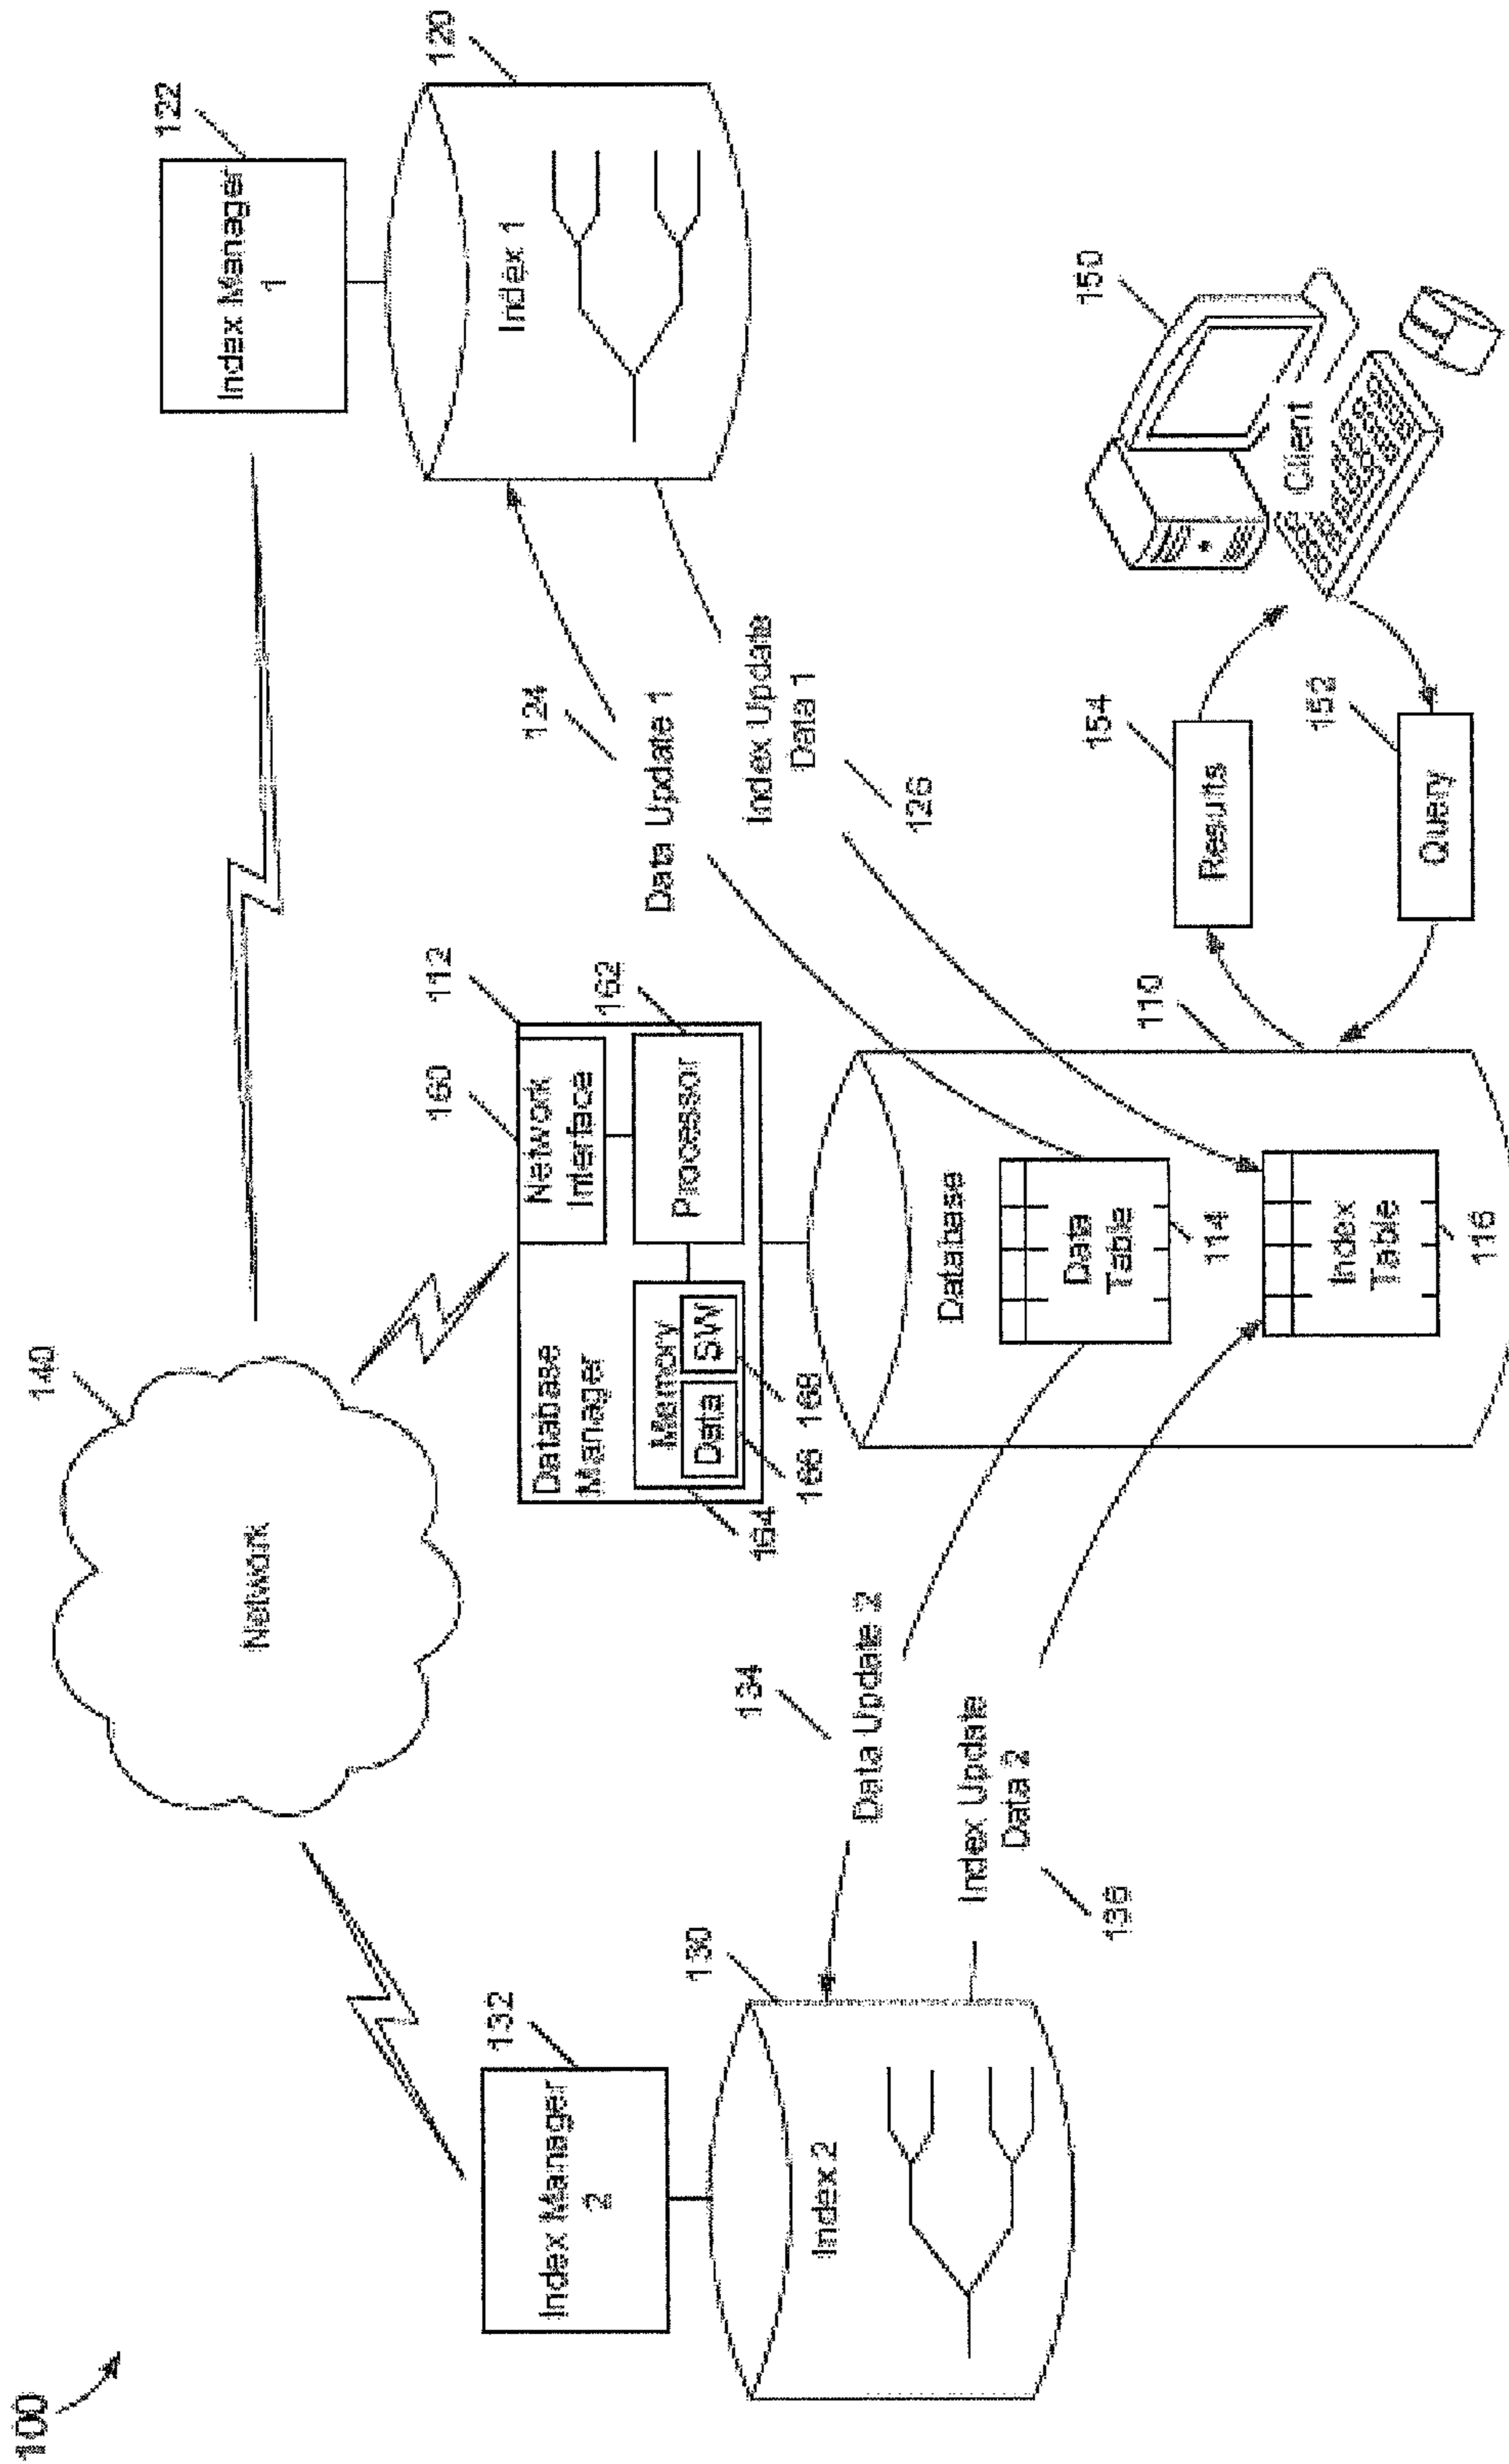 100
140
Network
122
Index Manager
1
120
Index 1
132
Index Manager
2
130
Index 2
160
112
Database
Manager
Network
Interface
162
Processor
Memory
Data
SW
164
166
168
124
Data Update 1
Index Update
Data 1
126
134
Data Update 2
Index Update
Data 2
136
110
Database
Data
Table
114
Index
Table
116
154
Results
152
Query
150
Client